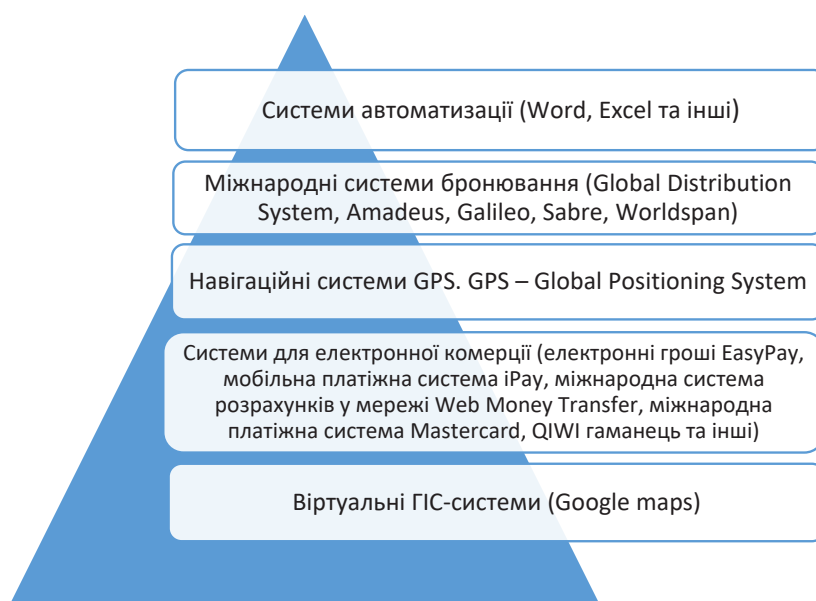 Системи автоматизації (Word, Excel та інші)
Міжнародні системи бронювання (Global Distribution
System, Amadeus, Galileo, Sabre, Worldspan)
Навігаційні системи GPS. GPS – Global Positioning System
Системи для електронної комерції (електронні гроші EasyPay,
мобільна платіжна система iPay, міжнародна система
розрахунків у мережі Web Money Transfer, міжнародна
платіжна система Mastercard, QIWI гаманець та інші)
Віртуальні ГІС-системи (Google maps)